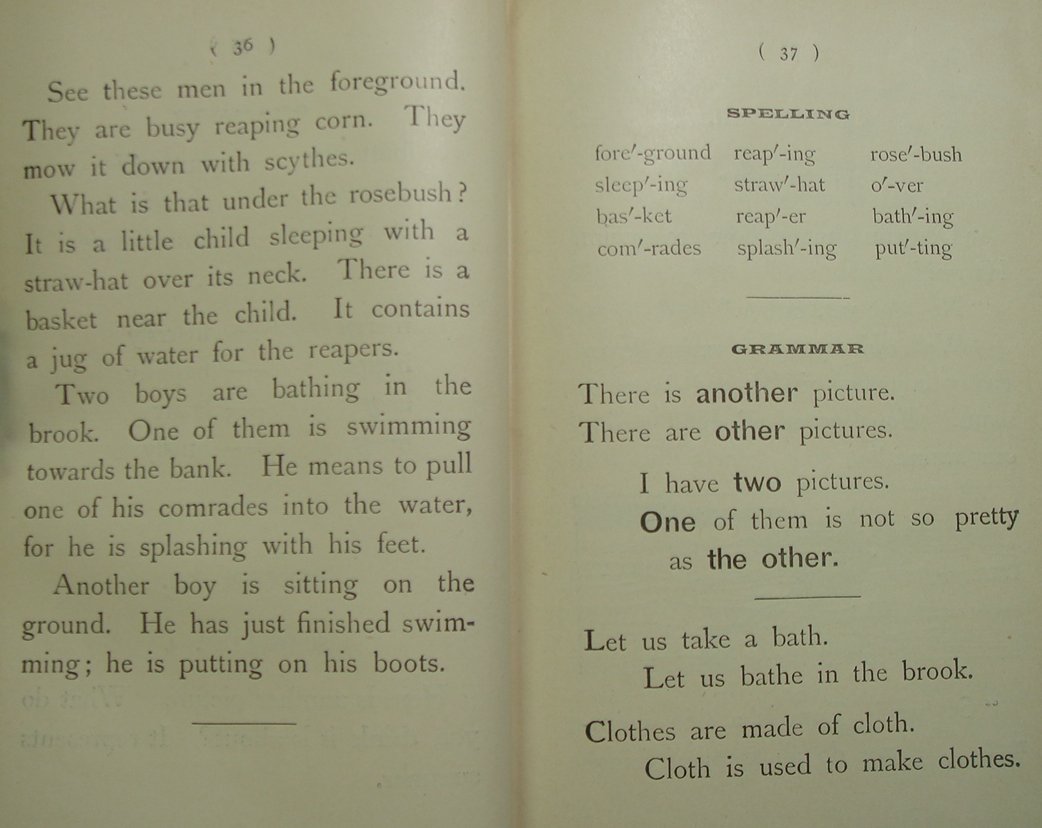 ( 36 )
See these men in the foreground.
They are busy reaping corn. They
mow it down with scythes.
What is that under the rosebush?
It is a little child sleeping with a
straw-hat over its neck. There is a
basket near the child. It contains
a jug of water for the reapers.
Two boys are bathing in the
brook. One of them is swimming
towards the bank. He means to pull
one of his comrades into the water,
for he is splashing with his feet.
Another boy is sitting on the
ground. He has just finished swim-
ming; he is putting on his boots.
( 37 )
SPELLING
fore′-ground reap′-ing rose′-bush
sleep′-ing straw′-hat o′-ver
bas′-ket reap′-er bath′-ing
com′-rades splash′-ing put′-ting
GRAMMAR
There is another picture.
There are other pictures.
I have two pictures.
One of them is not so pretty
as the other.
Let us take a bath.
Let us bathe in the brook.
Clothes are made of cloth.
Cloth is used to make clothes.